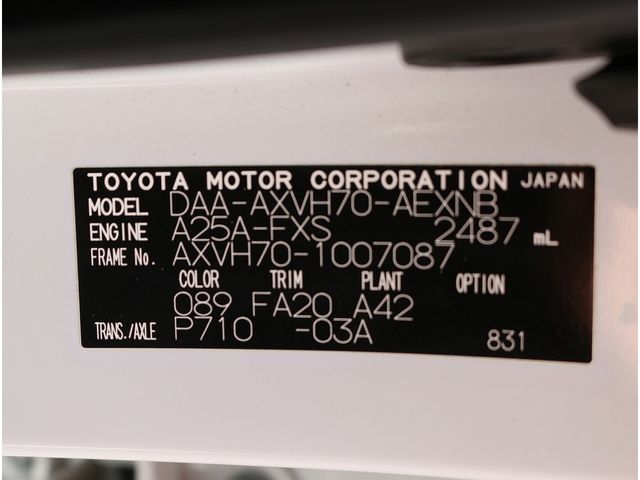 TOYOTA MOTOR CORPORATION JAPAN
MODEL DAA-AXVH70-AEXNB
ENGINE A25A-FXS 2487 mL
FRAME No. AXVH70-1007087
COLOR TRIM PLANT OPTION
089 FA20 A42
TRANS./AXLE P710 -03A 831